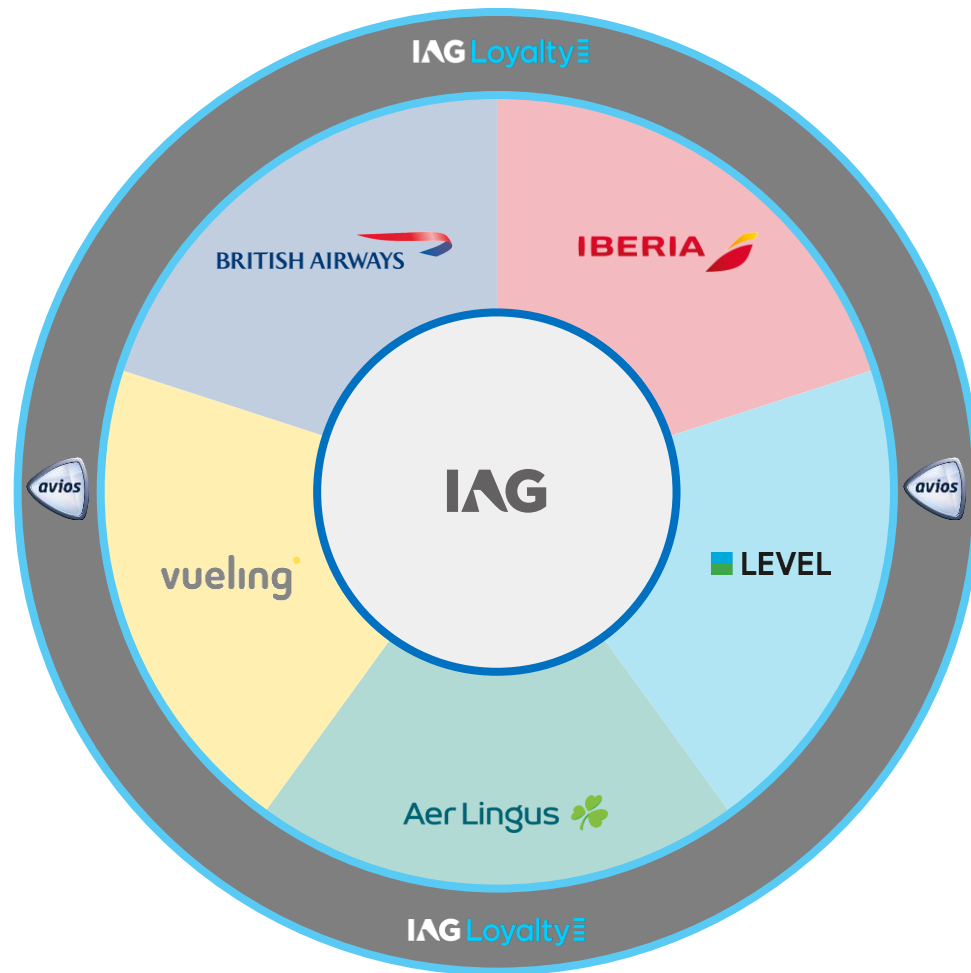 IAG Loyalty
BRITISH AIRWAYS
IBERIA
avios
IAG
avios
vueling
LEVEL
Aer Lingus
IAG Loyalty